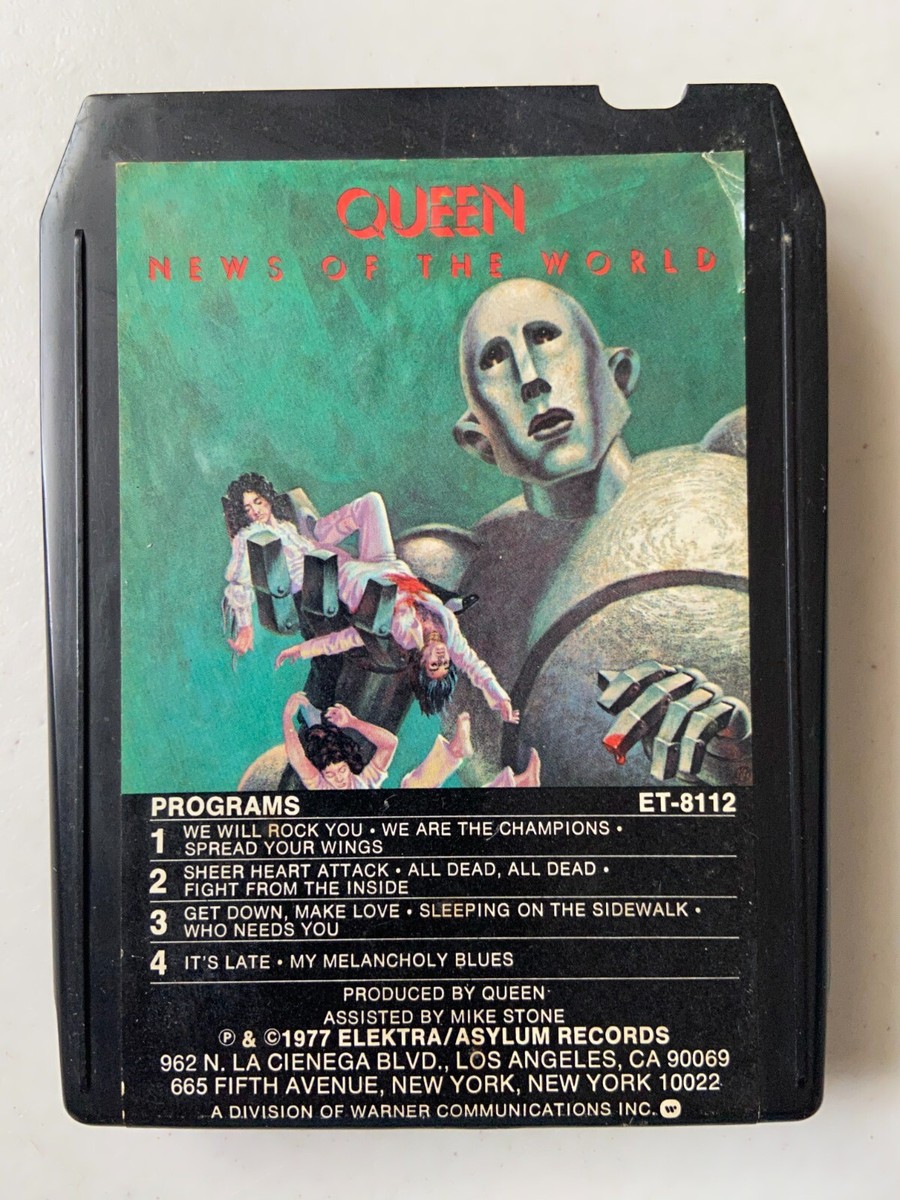 QUEEN
NEWS OF THE WORLD
PROGRAMS ET-8112
1 WE WILL ROCK YOU • WE ARE THE CHAMPIONS •
SPREAD YOUR WINGS
2 SHEER HEART ATTACK • ALL DEAD, ALL DEAD •
FIGHT FROM THE INSIDE
3 GET DOWN, MAKE LOVE • SLEEPING ON THE SIDEWALK •
WHO NEEDS YOU
4 IT'S LATE • MY MELANCHOLY BLUES
PRODUCED BY QUEEN
ASSISTED BY MIKE STONE
℗ & ©1977 ELEKTRA/ASYLUM RECORDS
962 N. LA CIENEGA BLVD., LOS ANGELES, CA 90069
665 FIFTH AVENUE, NEW YORK, NEW YORK 10022
A DIVISION OF WARNER COMMUNICATIONS INC.